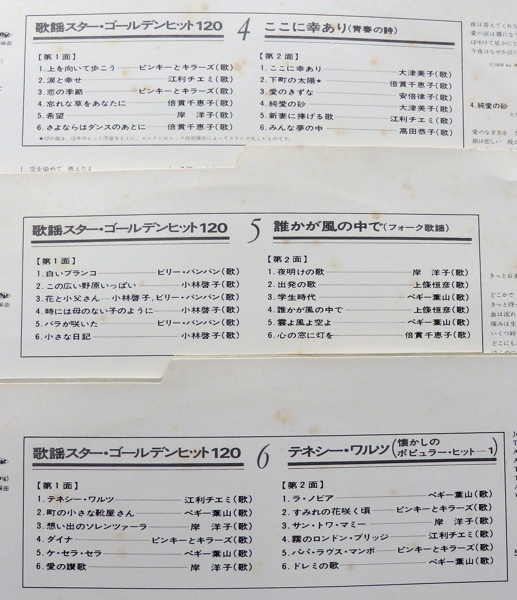 歌謡スター・ゴールデンヒット120 4 ここに幸あり(青春の詩)
【第1面】
1.上を向いて歩こう ピンキーとキラーズ(歌)
2.涙と幸せ 江利チエミ(歌)
3.恋の季節 ピンキーとキラーズ(歌)
4.忘れな草をあなたに 倍賞千恵子(歌)
5.希望 岸 洋子(歌)
6.さよならはダンスのあとに 倍賞千恵子(歌)
【第2面】
1.ここに幸あり 大津美子(歌)
2.下町の太陽★ 倍賞千恵子(歌)
3.愛のきずな 安倍律子(歌)
4.純愛の砂 大津美子(歌)
5.新妻に捧げる歌 江利チエミ(歌)
6.みんな夢の中 高田恭子(歌)
4.純愛の砂
歌謡スター・ゴールデンヒット120 5 誰かが風の中で(フォーク歌謡)
【第1面】
1.白いブランコ ビリー・バンバン(歌)
2.この広い野原いっぱい 小林啓子(歌)
3.花と小父さん 小林啓子,ビリー・バンバン(歌)
4.時には母のない子のように 小林啓子(歌)
5.バラが咲いた ビリー・バンバン(歌)
6.小さな日記 小林啓子(歌)
【第2面】
1.夜明けの歌 岸 洋子(歌)
2.出発の歌 上條恒彦(歌)
3.学生時代 ペギー葉山(歌)
4.誰かが風の中で 上條恒彦(歌)
5.雲よ風よ空よ ペギー葉山(歌)
6.心の窓に灯を 倍賞千恵子(歌)
歌謡スター・ゴールデンヒット120 6 テネシー・ワルツ(懐かしのポピュラー・ヒット―1)
【第1面】
1.テネシー・ワルツ 江利チエミ(歌)
2.町の小さな靴屋さん ペギー葉山(歌)
3.想い出のソレンツァーラ 岸 洋子(歌)
4.ダイナ ピンキーとキラーズ(歌)
5.ケ・セラ・セラ ペギー葉山(歌)
6.愛の讃歌 岸 洋子(歌)
【第2面】
1.ラ・ノビア ペギー葉山(歌)
2.すみれの花咲く頃 ピンキーとキラーズ(歌)
3.サン・トワ・マミー 岸 洋子(歌)
4.霧のロンドン・ブリッジ 江利チエミ(歌)
5.パパ・ラヴス・マンボ ピンキーとキラーズ(歌)
6.ドレミの歌 ペギー葉山(歌)